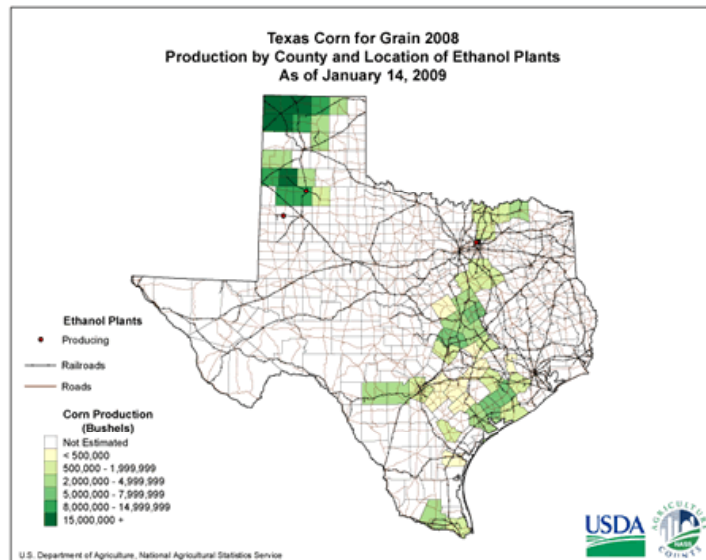 Texas Corn for Grain 2008
Production by County and Location of Ethanol Plants
As of January 14, 2009
Ethanol Plants
Producing
Railroads
Roads
Corn Production
(Bushels)
Not Estimated
< 500,000
500,000 - 1,999,999
2,000,000 - 4,999,999
5,000,000 - 7,999,999
8,000,000 - 14,999,999
15,000,000 +
USDA
AGRICULTURE
NASS
COUNTS
U.S. Department of Agriculture, National Agricultural Statistics Service